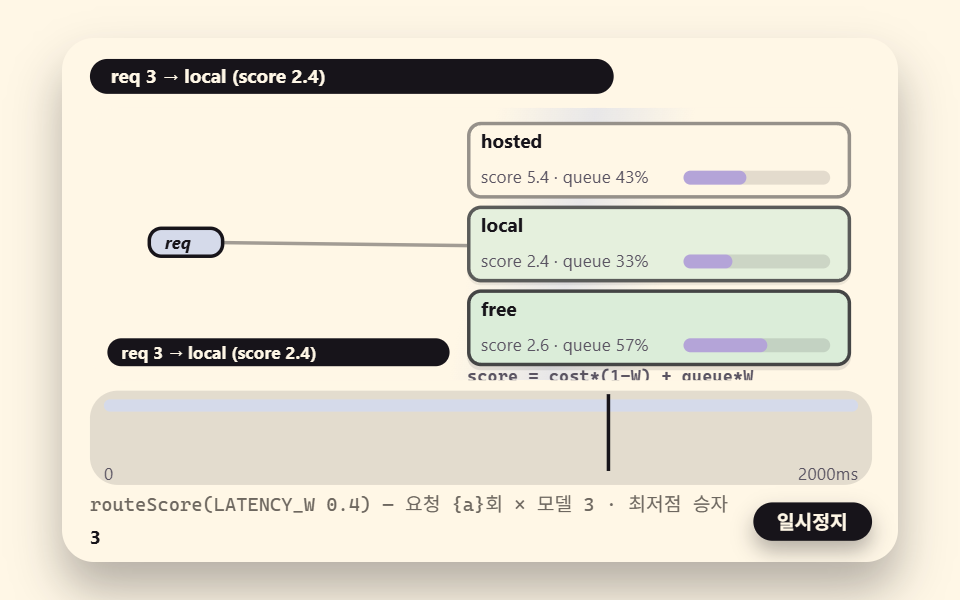 req 3 → local (score 2.4)
hosted
score 5.4 · queue 43%
local
score 2.4 · queue 33%
req
free
score 2.6 · queue 57%
req 3 → local (score 2.4)
score = cost*(1−W) + queue*W
0
2000ms
routeScore(LATENCY_W 0.4) — 요청 {a}회 × 모델 3 · 최저점 승자
3
일시정지